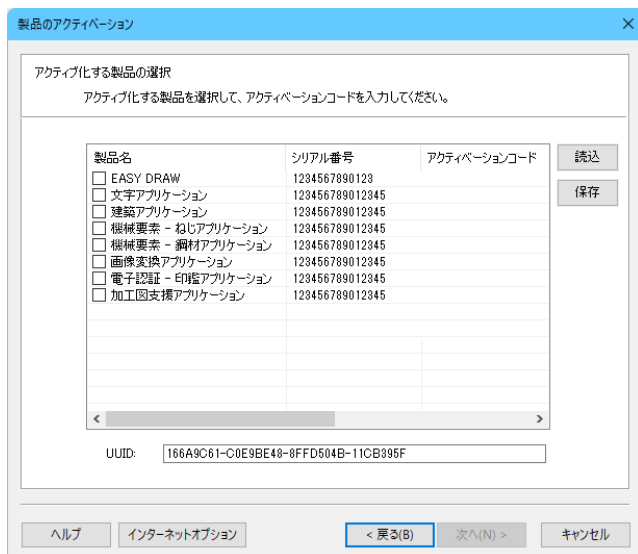 製品のアクティベーション
アクティブ化する製品の選択
アクティブ化する製品を選択して、アクティベーションコードを入力してください。
製品名 シリアル番号 アクティベーションコード 読込
EASY DRAW 1234567890123
文字アプリケーション 123456789012345 保存
建築アプリケーション 123456789012345
機械要素 - ねじアプリケーション 123456789012345
機械要素 - 鋼材アプリケーション 123456789012345
画像変換アプリケーション 123456789012345
電子認証 - 印鑑アプリケーション 123456789012345
加工図支援アプリケーション 123456789012345
UUID: 166A9C61-C0E9BE48-8FFD504B-11CB395F
ヘルプ インターネットオプション < 戻る(B) 次へ(N) > キャンセル